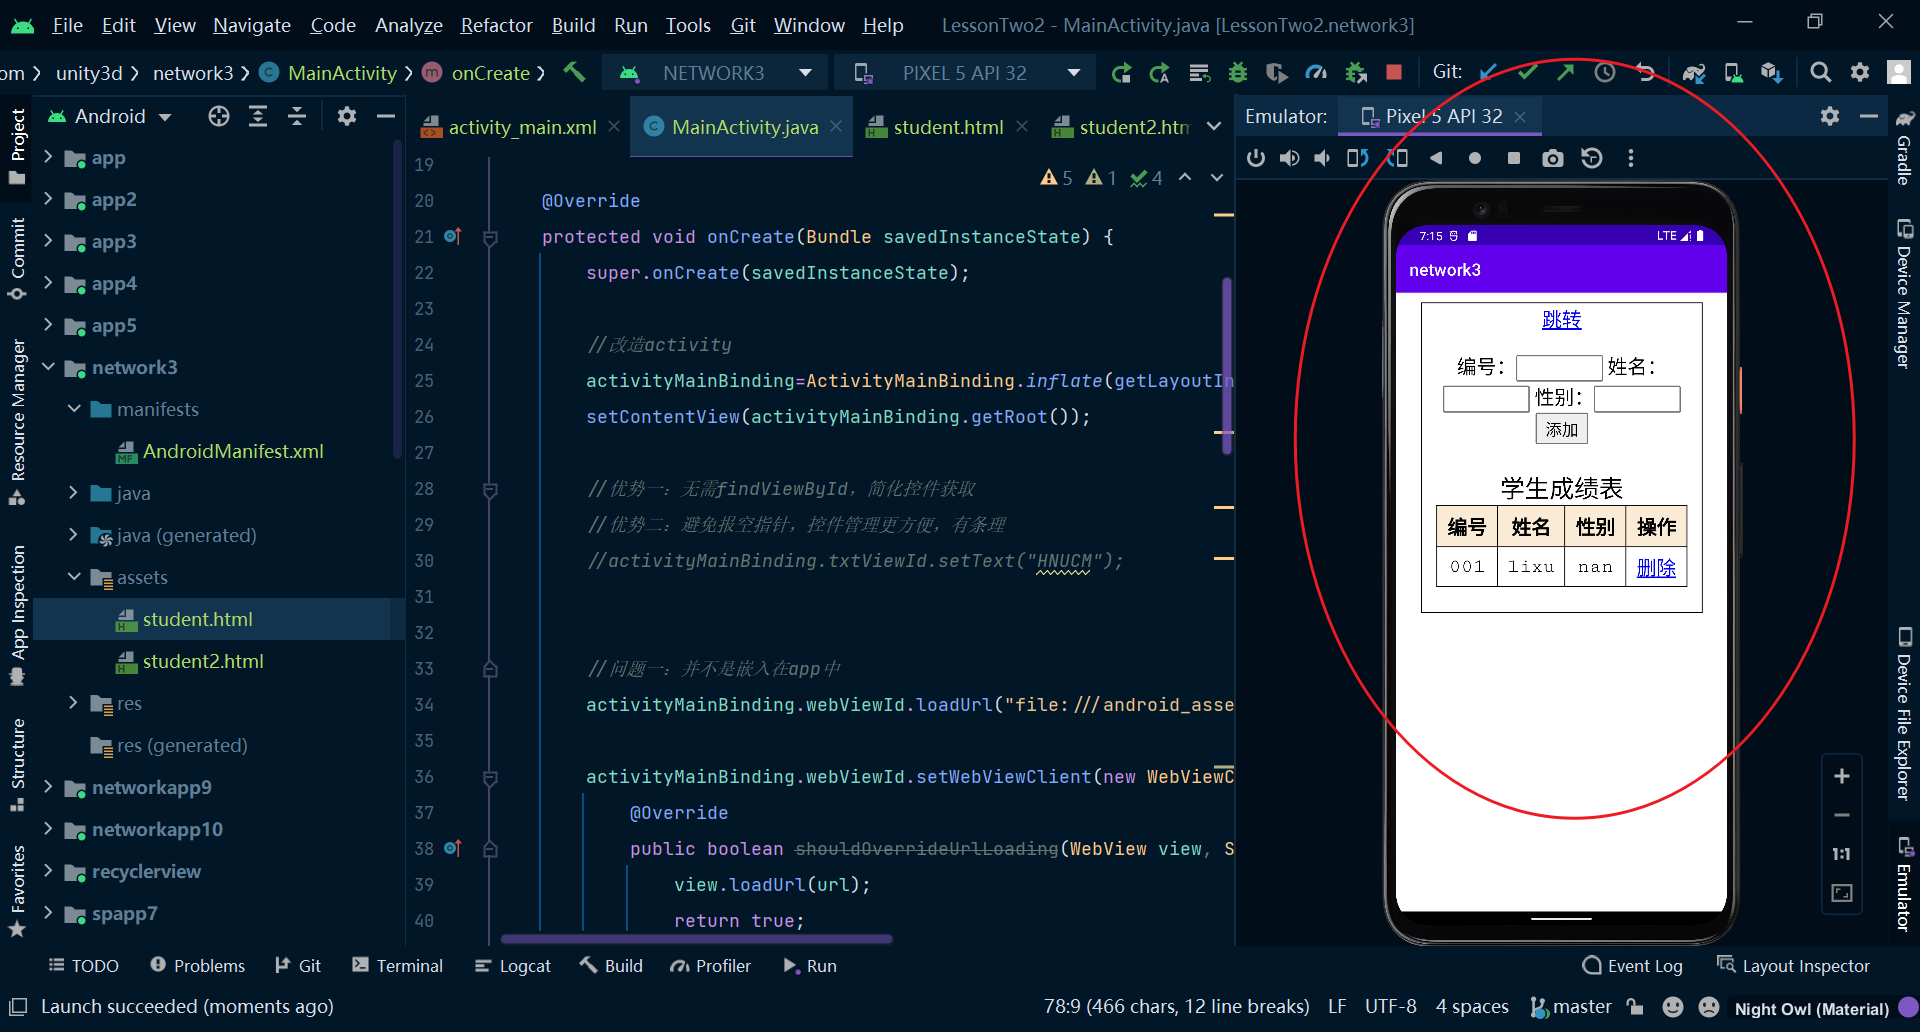 File Edit View Navigate Code Analyze Refactor Build Run Tools Git Window Help LessonTwo2 - MainActivity.java [LessonTwo2.network3]
om unity3d network3 MainActivity onCreate NETWORK3 PIXEL 5 API 32 Git:
Project
Commit
Resource Manager
App Inspection
Structure
Favorites
Android
app
app2
app3
app4
app5
network3
manifests
AndroidManifest.xml
java
java (generated)
assets
student.html
student2.html
res
res (generated)
networkapp9
networkapp10
recyclerview
spapp7
activity_main.xml MainActivity.java student.html student2.htm
5 1 4
19
20 @Override
21 protected void onCreate(Bundle savedInstanceState) {
22 super.onCreate(savedInstanceState);
23
24 //改造activity
25 activityMainBinding=ActivityMainBinding.inflate(getLayoutIn
26 setContentView(activityMainBinding.getRoot());
27
28 //优势一：无需findViewById，简化控件获取
29 //优势二：避免报空指针，控件管理更方便，有条理
30 //activityMainBinding.txtViewId.setText("HNUCM");
31
32
33 //问题一：并不是嵌入在app中
34 activityMainBinding.webViewId.loadUrl("file:///android_asse
35
36 activityMainBinding.webViewId.setWebViewClient(new WebViewC
37 @Override
38 public boolean shouldOverrideUrlLoading(WebView view, S
39 view.loadUrl(url);
40 return true;
Emulator: Pixel 5 API 32
7:15 LTE
network3
跳转
编号： 姓名：
性别：
添加
学生成绩表
编号 姓名 性别 操作
001 lixu nan 删除
1:1
Gradle
Device Manager
Device File Explorer
Emulator
TODO Problems Git Terminal Logcat Build Profiler Run Event Log Layout Inspector
Launch succeeded (moments ago) 78:9 (466 chars, 12 line breaks) LF UTF-8 4 spaces master Night Owl (Material)